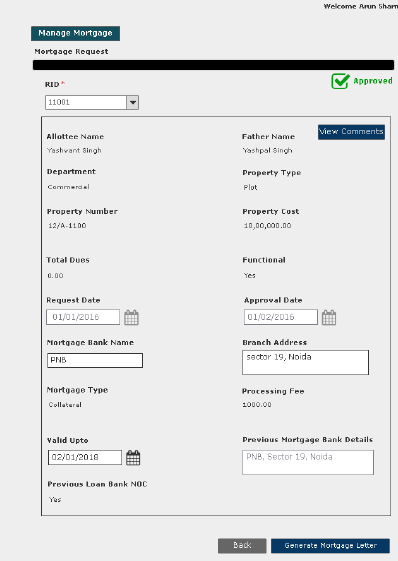 Welcome Arun Sharm
Manage Mortgage
Mortgage Request
Approved
RID *
11001
View Comments
Allottee Name
Father Name
Yashwant Singh
Yashpal Singh
Department
Property Type
Commercial
Plot
Property Number
Property Cost
12/A-1100
10,00,000.00
Total Dues
Functional
0.00
Yes
Request Date
Approval Date
01/01/2016
01/02/2016
Mortgage Bank Name
Branch Address
PNB
sector 19, Noida
Mortgage Type
Processing Fee
Collateral
1000.00
Valid Upto
Previous Mortgage Bank Details
02/01/2018
PNB, Sector 19, Noida
Previous Loan Bank NOC
Yes
Back
Generate Mortgage Letter